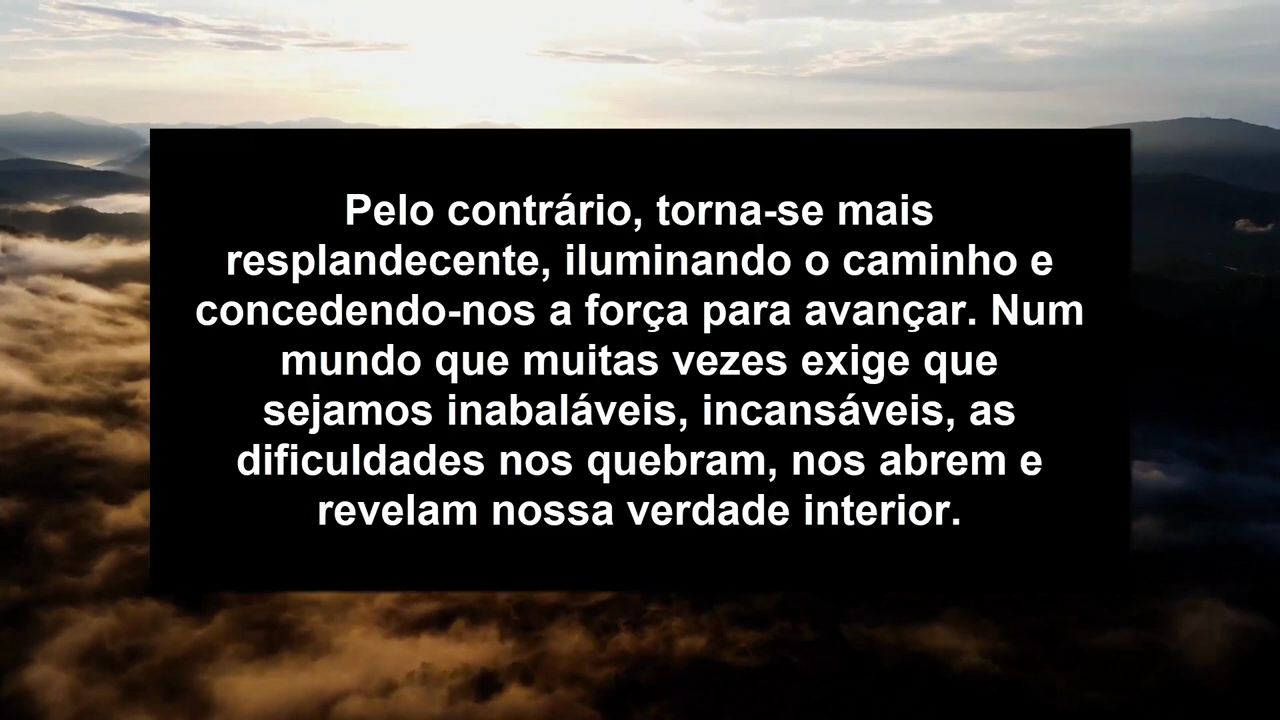 Pelo contrário, torna-se mais
resplandecente, iluminando o caminho e
concedendo-nos a força para avançar. Num
mundo que muitas vezes exige que
sejamos inabaláveis, incansáveis, as
dificuldades nos quebram, nos abrem e
revelam nossa verdade interior.